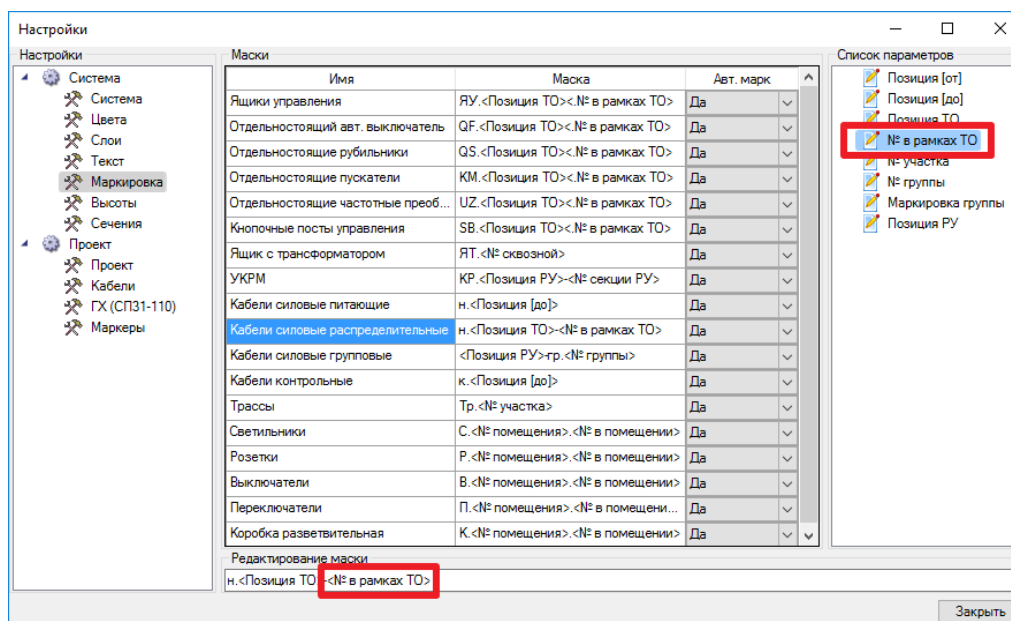 Настройки
Настройки
Система
Система
Цвета
Слои
Текст
Маркировка
Высоты
Сечения
Проект
Проект
Кабели
ГХ (СП31-110)
Маркеры
Маски
Имя Маска Авт. марк
Ящики управления ЯУ.<Позиция ТО><.№ в рамках ТО> Да
Отдельностоящий авт. выключатель QF.<Позиция ТО><.№ в рамках ТО> Да
Отдельностоящие рубильники QS.<Позиция ТО><.№ в рамках ТО> Да
Отдельностоящие пускатели KM.<Позиция ТО><.№ в рамках ТО> Да
Отдельностоящие частотные преоб... UZ.<Позиция ТО><.№ в рамках ТО> Да
Кнопочные посты управления SB.<Позиция ТО><.№ в рамках ТО> Да
Ящик с трансформатором ЯТ.<№ сквозной> Да
УКРМ КР.<Позиция РУ>-<№ секции РУ> Да
Кабели силовые питающие н.<Позиция [до]> Да
Кабели силовые распределительные н.<Позиция ТО>-<№ в рамках ТО> Да
Кабели силовые групповые <Позиция РУ>-гр.<№ группы> Да
Кабели контрольные к.<Позиция [до]> Да
Трассы Тр.<№ участка> Да
Светильники С.<№ помещения>.<№ в помещении> Да
Розетки Р.<№ помещения>.<№ в помещении> Да
Выключатели В.<№ помещения>.<№ в помещении> Да
Переключатели П.<№ помещения>.<№ в помещени... Да
Коробка разветвительная К.<№ помещения>.<№ в помещении> Да
Редактирование маски
н.<Позиция ТО>-<№ в рамках ТО>
Список параметров
Позиция [от]
Позиция [до]
Позиция ТО
№ в рамках ТО
№ участка
№ группы
Маркировка группы
Позиция РУ
Закрыть